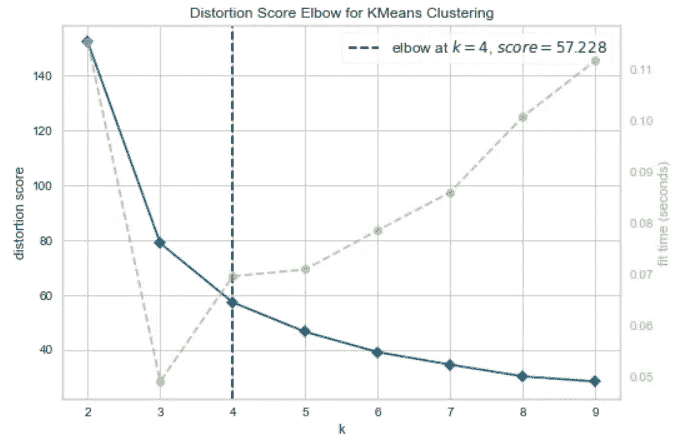 Distortion Score Elbow for KMeans Clustering
elbow at k = 4, score = 57.228
distortion score
140
120
100
80
60
40
0.11
0.10
0.09
0.08
0.07
0.06
0.05
fit time (seconds)
2 3 4 5 6 7 8 9
k